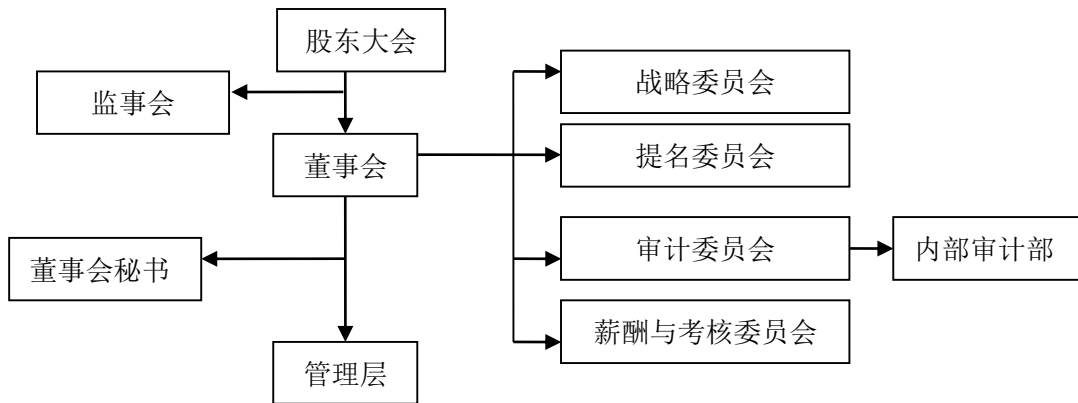 股东大会
监事会
战略委员会
董事会
提名委员会
董事会秘书
审计委员会
内部审计部
薪酬与考核委员会
管理层